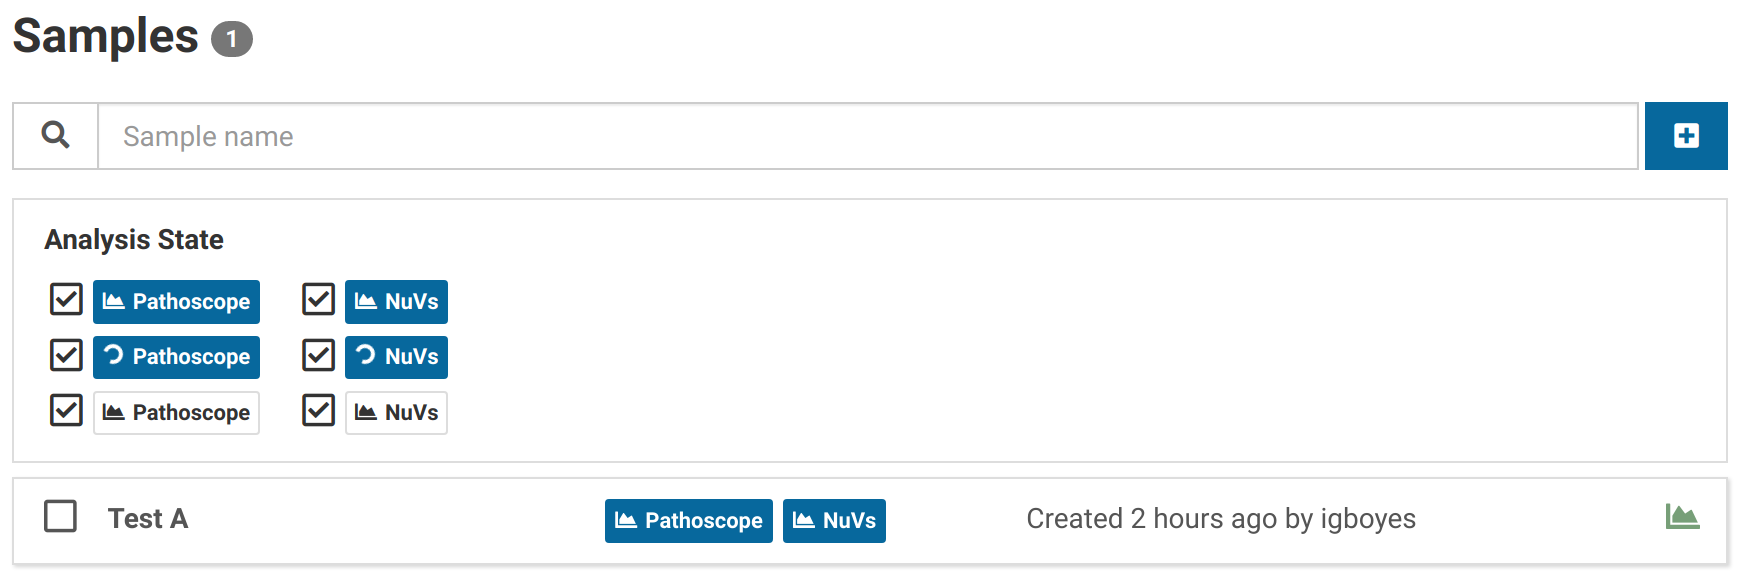 Samples 1
Sample name
Analysis State
Pathoscope NuVs
Pathoscope NuVs
Pathoscope NuVs
Test A Pathoscope NuVs Created 2 hours ago by igboyes